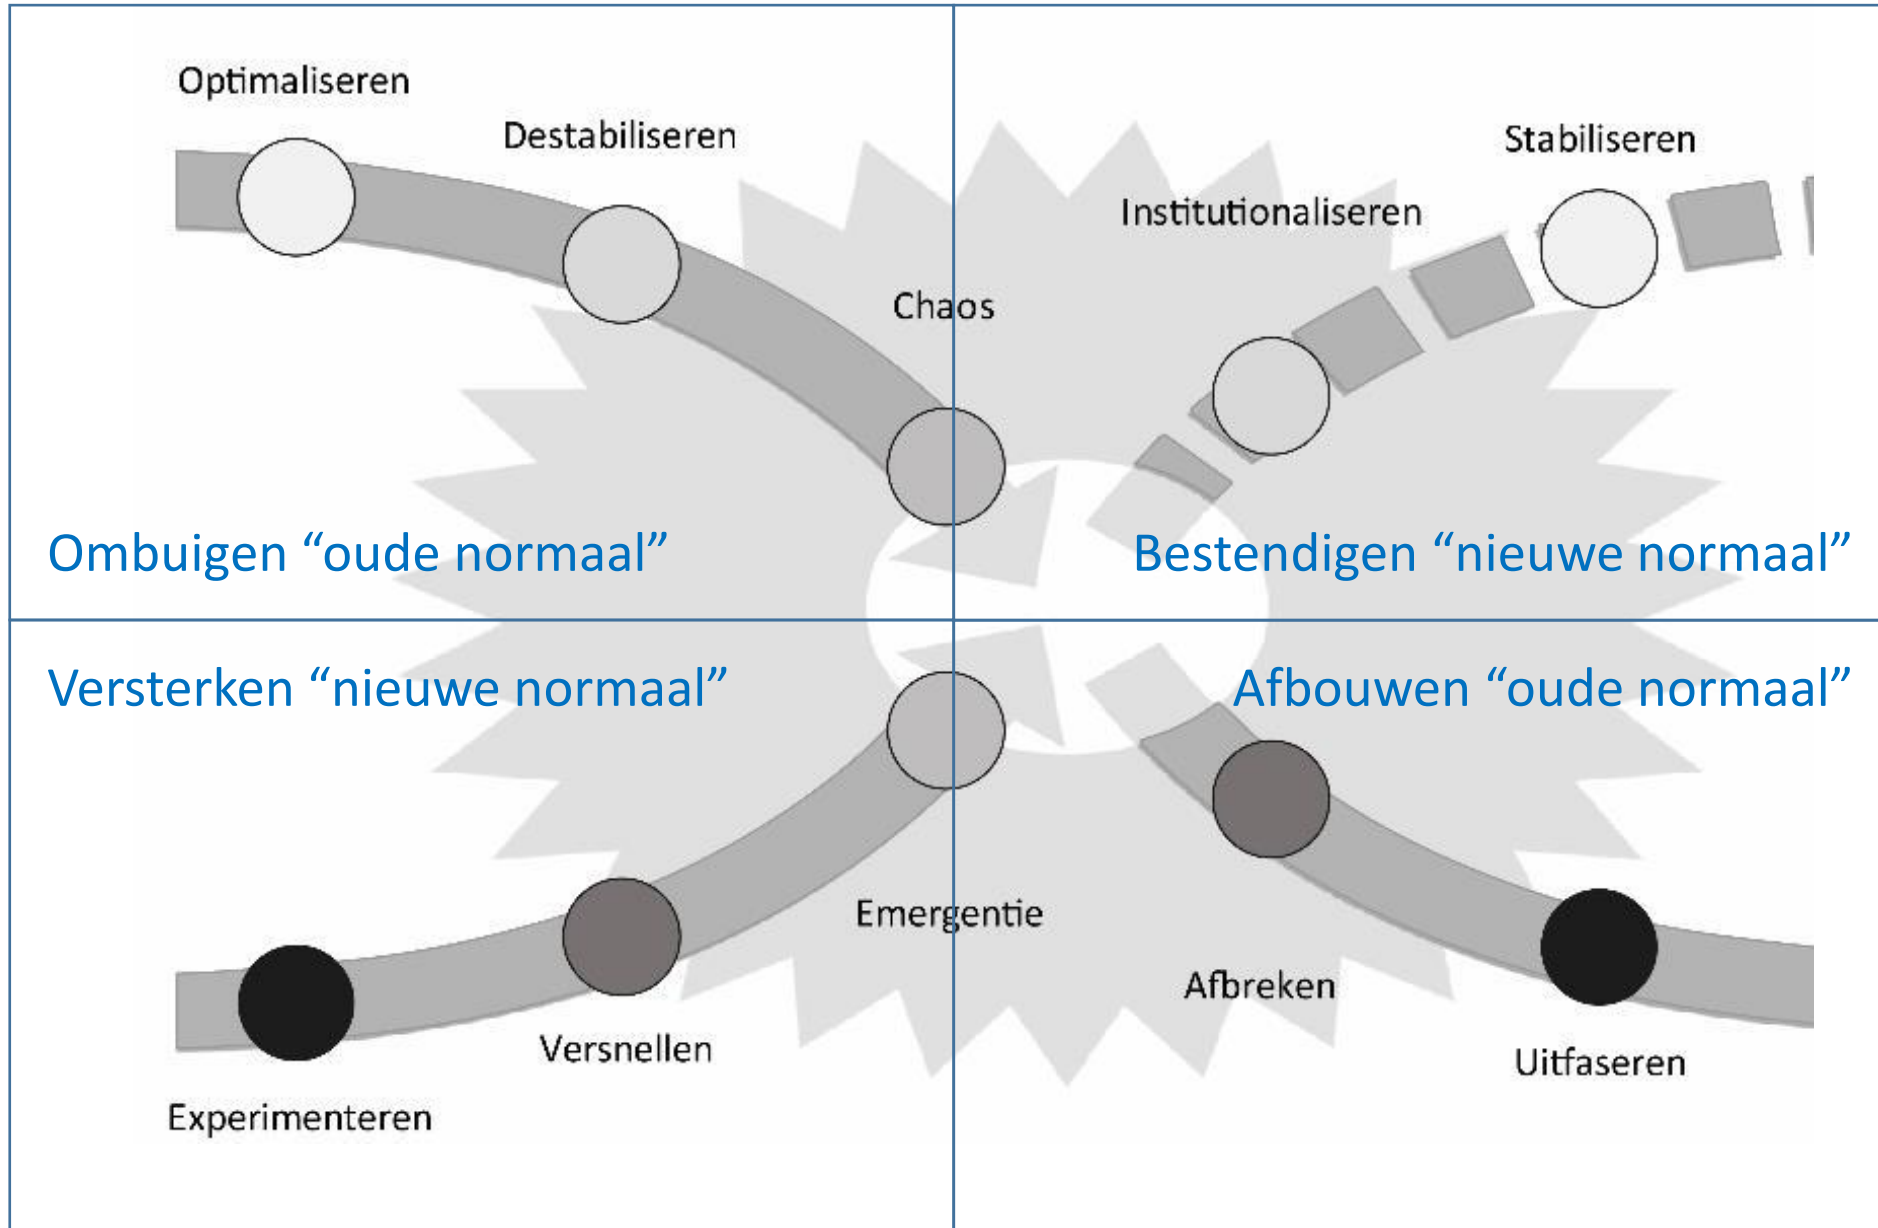 Optimaliseren
Destabiliseren
Chaos
Ombuigen “oude normaal”
Stabiliseren
Institutionaliseren
Bestendigen “nieuwe normaal”
Versterken “nieuwe normaal”
Emergentie
Versnellen
Experimenteren
Afbouwen “oude normaal”
Afbreken
Uitfaseren